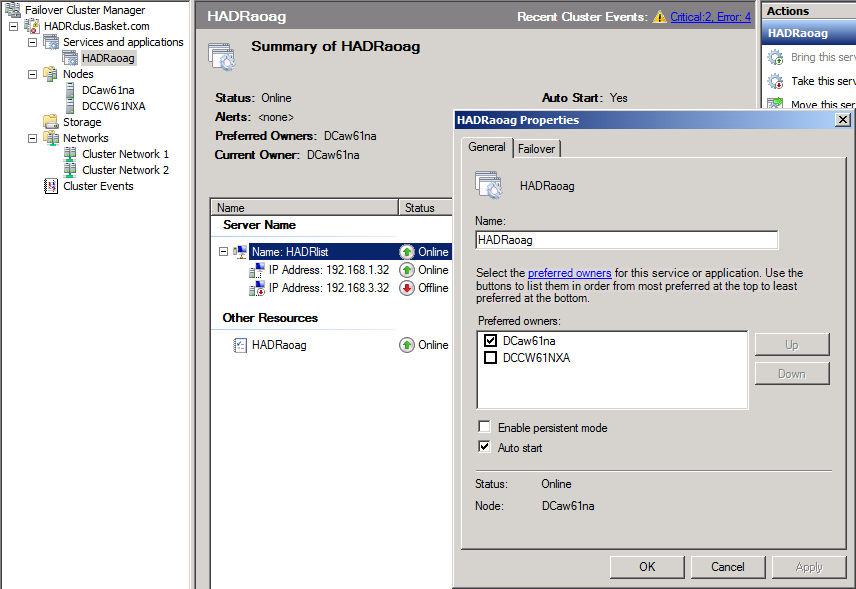 Failover Cluster Manager
HADRclus.Basket.com
Services and applications
HADRaoag
Nodes
DCaw61na
DCCW61NXA
Storage
Networks
Cluster Network 1
Cluster Network 2
Cluster Events
HADRaoag
Recent Cluster Events: Critical:2, Error: 4
Summary of HADRaoag
Status: Online
Auto Start: Yes
Alerts: <none>
Preferred Owners: DCaw61na
Current Owner: DCaw61na
Name Status
Server Name
Name: HADRlist Online
IP Address: 192.168.1.32 Online
IP Address: 192.168.3.32 Offline
Other Resources
HADRaoag Online
Actions
HADRaoag
Bring this serv
Take this serv
Move this ser
HADRaoag Properties
General Failover
HADRaoag
Name:
HADRaoag
Select the preferred owners for this service or application. Use the
buttons to list them in order from most preferred at the top to least
preferred at the bottom.
Preferred owners:
DCaw61na
DCCW61NXA
Up
Down
Enable persistent mode
Auto start
Status: Online
Node: DCaw61na
OK Cancel Apply